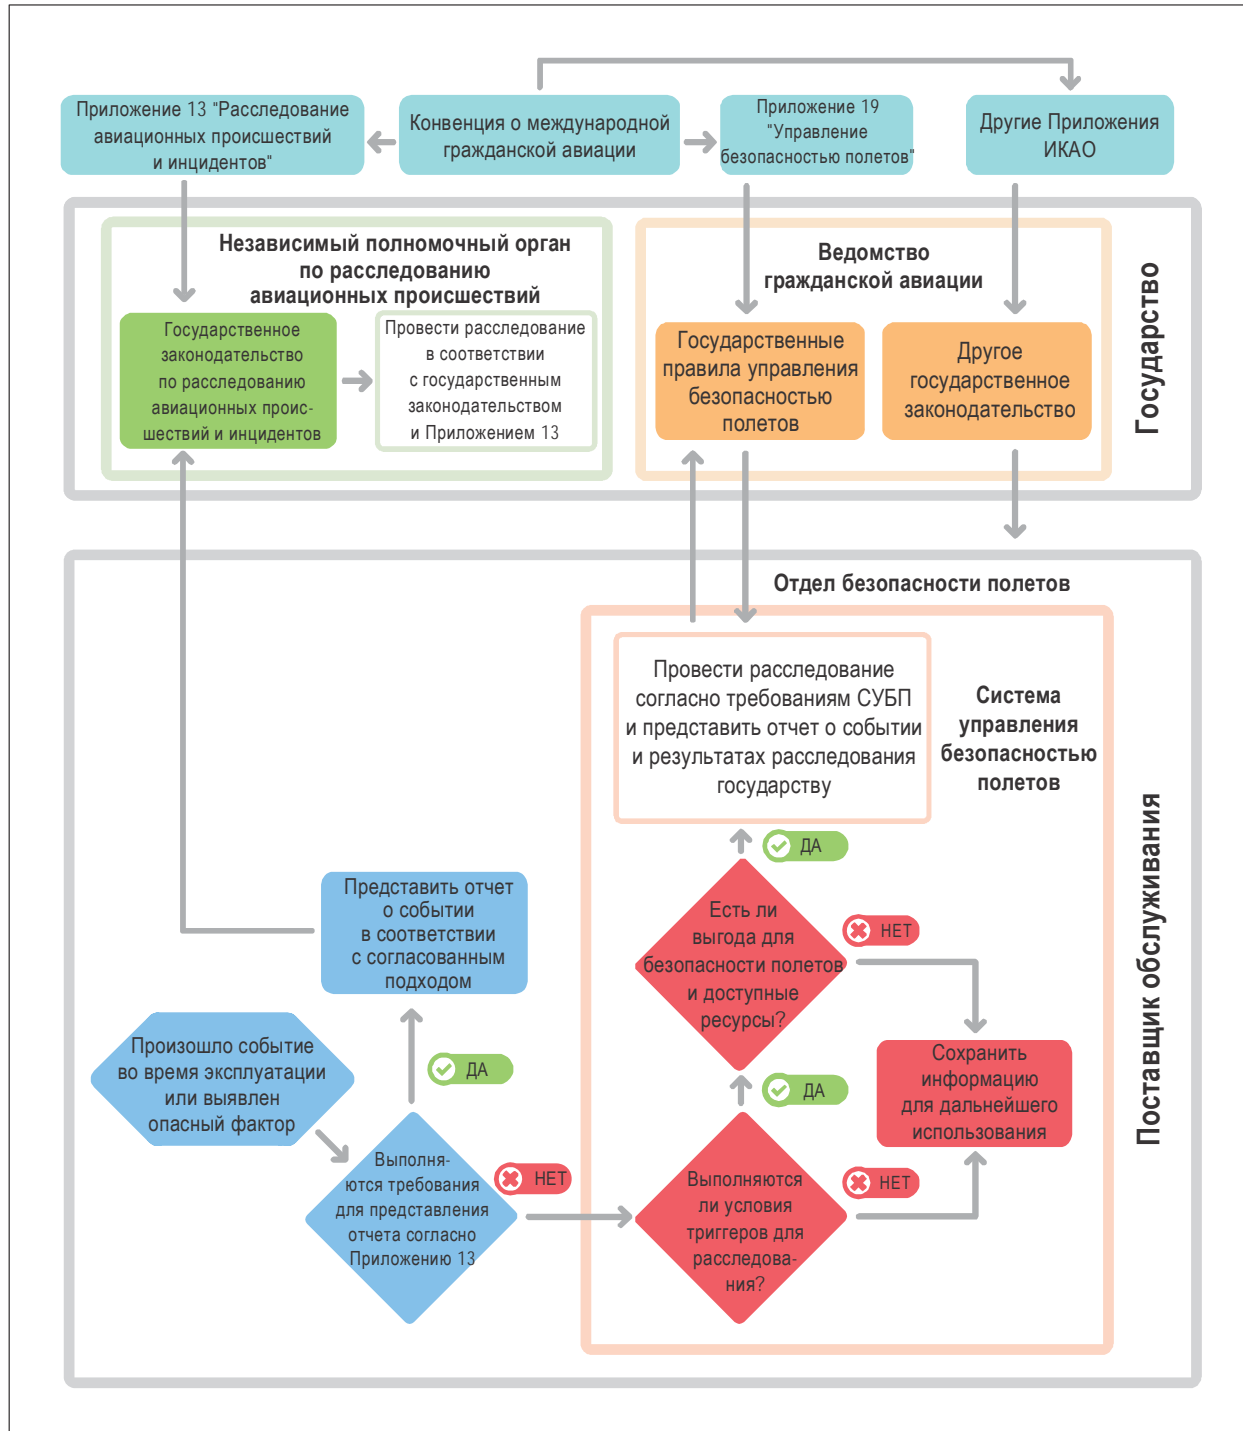 Приложение 13 "Расследование
авиационных происшествий
и инцидентов"
Конвенция о международной
гражданской авиации
Приложение 19
"Управление
безопасностью полетов"
Другие Приложения
ИКАО
Независимый полномочный орган
по расследованию
авиационных происшествий
Государственное
законодательство
по расследованию
авиационных проис-
шествий и инцидентов
Провести расследование
в соответствии
с государственным
законодательством
и Приложением 13
Ведомство
гражданской авиации
Государственные
правила управления
безопасностью
полетов
Другое
государственное
законодательство
Государство
Отдел безопасности полетов
Провести расследование
согласно требованиям СУБП
и представить отчет о событии
и результатах расследования
государству
Система
управления
безопасностью
полетов
ДА
Представить отчет
о событии
в соответствии
с согласованным
подходом
Есть ли
выгода для
безопасности полетов
и доступные
ресурсы?
НЕТ
Произошло событие
во время эксплуатации
или выявлен
опасный фактор
ДА
ДА
Сохранить
информацию
для дальнейшего
использования
Выполня-
ются требования
для представления
отчета согласно
Приложению 13
НЕТ
Выполняются
ли условия
триггеров для
расследова-
ния?
НЕТ
Поставщик обслуживания